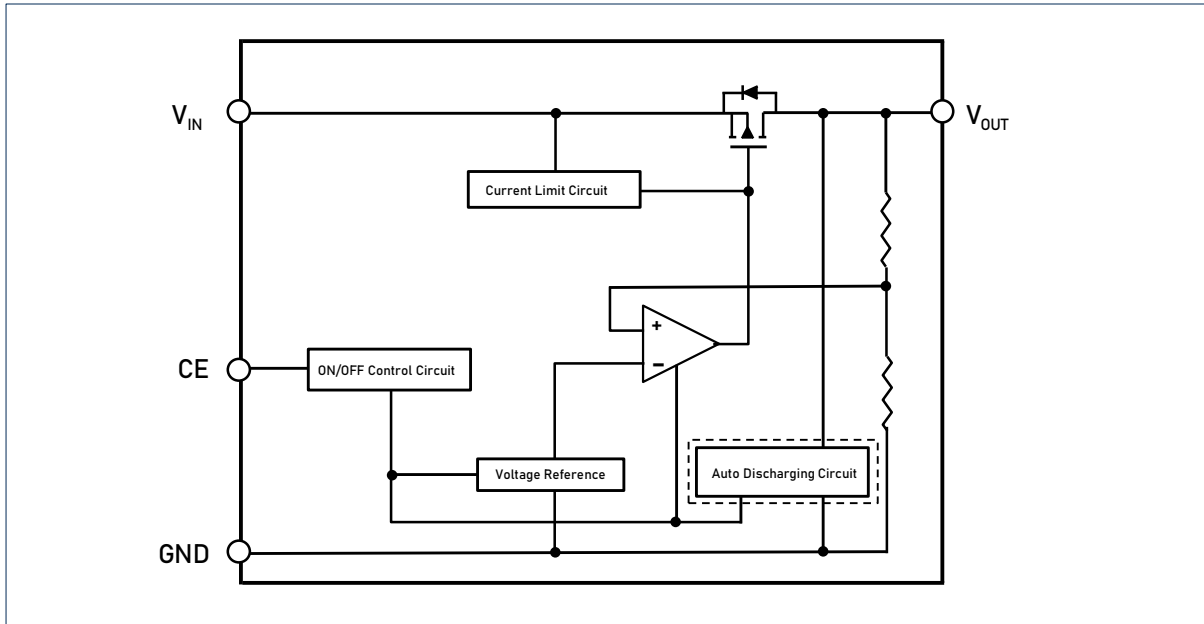 V_IN
V_OUT
Current Limit Circuit
+
−
CE
ON/OFF Control Circuit
Voltage Reference
Auto Discharging Circuit
GND